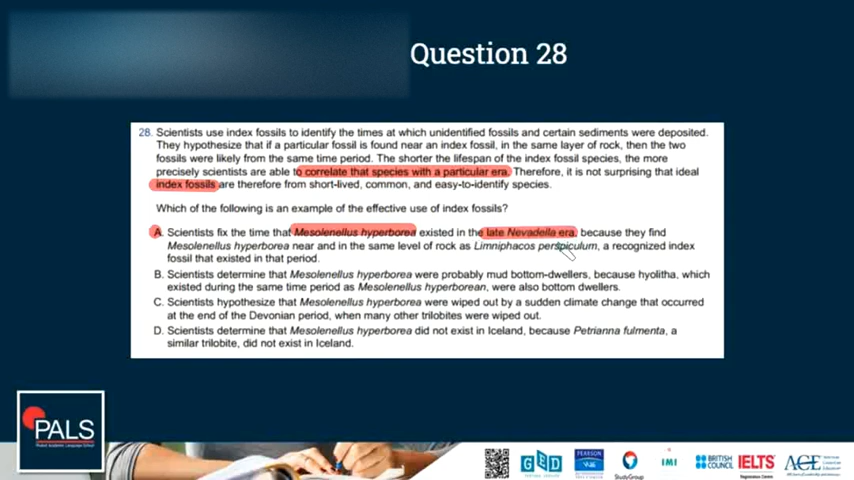 Question 28
28. Scientists use index fossils to identify the times at which unidentified fossils and certain sediments were deposited.
They hypothesize that if a particular fossil is found near an index fossil, in the same layer of rock, then the two
fossils were likely from the same time period. The shorter the lifespan of the index fossil species, the more
precisely scientists are able to correlate that species with a particular era. Therefore, it is not surprising that ideal
index fossils are therefore from short-lived, common, and easy-to-identify species.
Which of the following is an example of the effective use of index fossils?
A. Scientists fix the time that Mesolenellus hyperborea existed in the late Nevadella era, because they find
Mesolenellus hyperborea near and in the same level of rock as Limniphacos perspiculum, a recognized index
fossil that existed in that period.
B. Scientists determine that Mesolenellus hyperborea were probably mud bottom-dwellers, because hyolitha, which
existed during the same time period as Mesolenellus hyperborean, were also bottom dwellers.
C. Scientists hypothesize that Mesolenellus hyperborea were wiped out by a sudden climate change that occurred
at the end of the Devonian period, when many other trilobites were wiped out.
D. Scientists determine that Mesolenellus hyperborea did not exist in Iceland, because Petrianna fulmenta, a
similar trilobite, did not exist in Iceland.
PALS
GED
PEARSON
VUE
StudyGroup
IMI
BRITISH
COUNCIL
IELTS
ACE